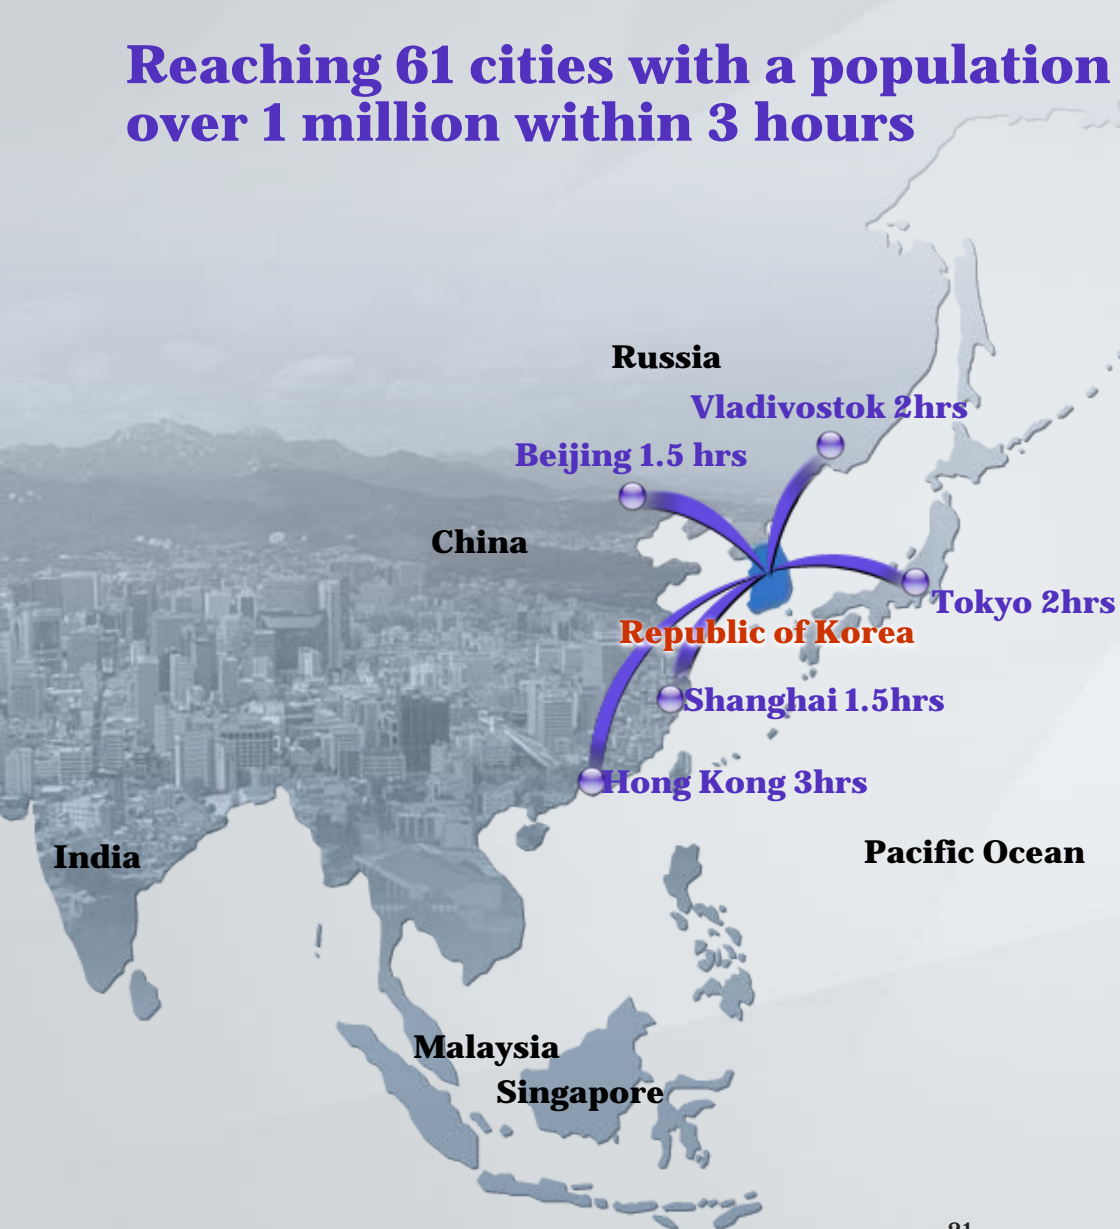 Reaching 61 cities with a population
over 1 million within 3 hours
Russia
Vladivostok 2hrs
Beijing 1.5 hrs
China
Tokyo 2hrs
Republic of Korea
Shanghai 1.5hrs
Hong Kong 3hrs
India
Pacific Ocean
Malaysia
Singapore